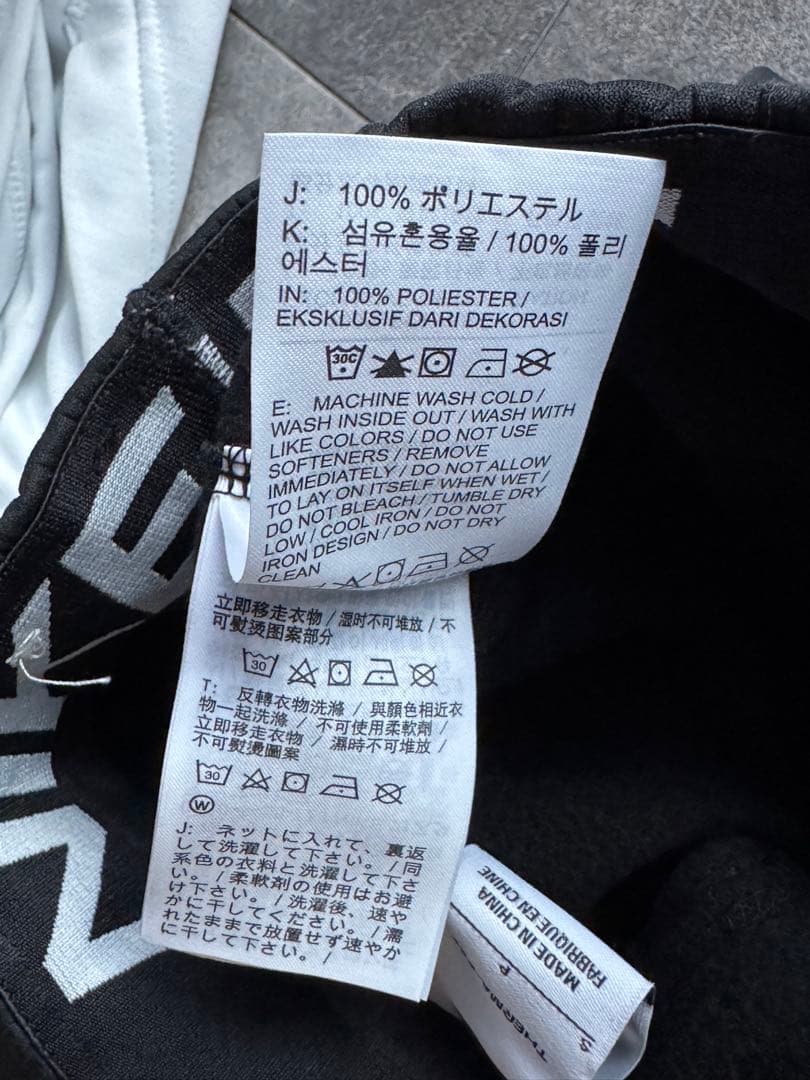 J: 100% ポリエステル
K: 섬유혼용율 / 100% 폴리
에스터
IN: 100% POLIESTER /
EKSKLUSIF DARI DEKORASI
30C
E: MACHINE WASH COLD /
WASH INSIDE OUT / WASH WITH
LIKE COLORS / DO NOT USE
SOFTENERS / REMOVE
IMMEDIATELY / DO NOT ALLOW
TO LAY ON ITSELF WHEN WET /
DO NOT BLEACH / TUMBLE DRY
LOW / COOL IRON / DO NOT
IRON DESIGN / DO NOT DRY
CLEAN
立即移走衣物 / 湿时不可堆放 / 不
可熨烫图案部分
30
T: 反轉衣物洗滌 / 與顏色相近衣
物一起洗滌 / 不可使用柔軟劑 /
立即移走衣物 / 濕時不可堆放 /
不可熨燙圖案
30
W
J: ネットに入れて、裏返
して洗濯して下さい。/同
系色の衣料と洗濯して下さ
い。/柔軟剤の使用はお避
け下さい。/洗濯後、速や
かに干してください。/濡
れたままで放置せず速やか
に干して下さい。/
MADE IN CHINA
FABRIQUE EN CHINE
P
S
THERMA